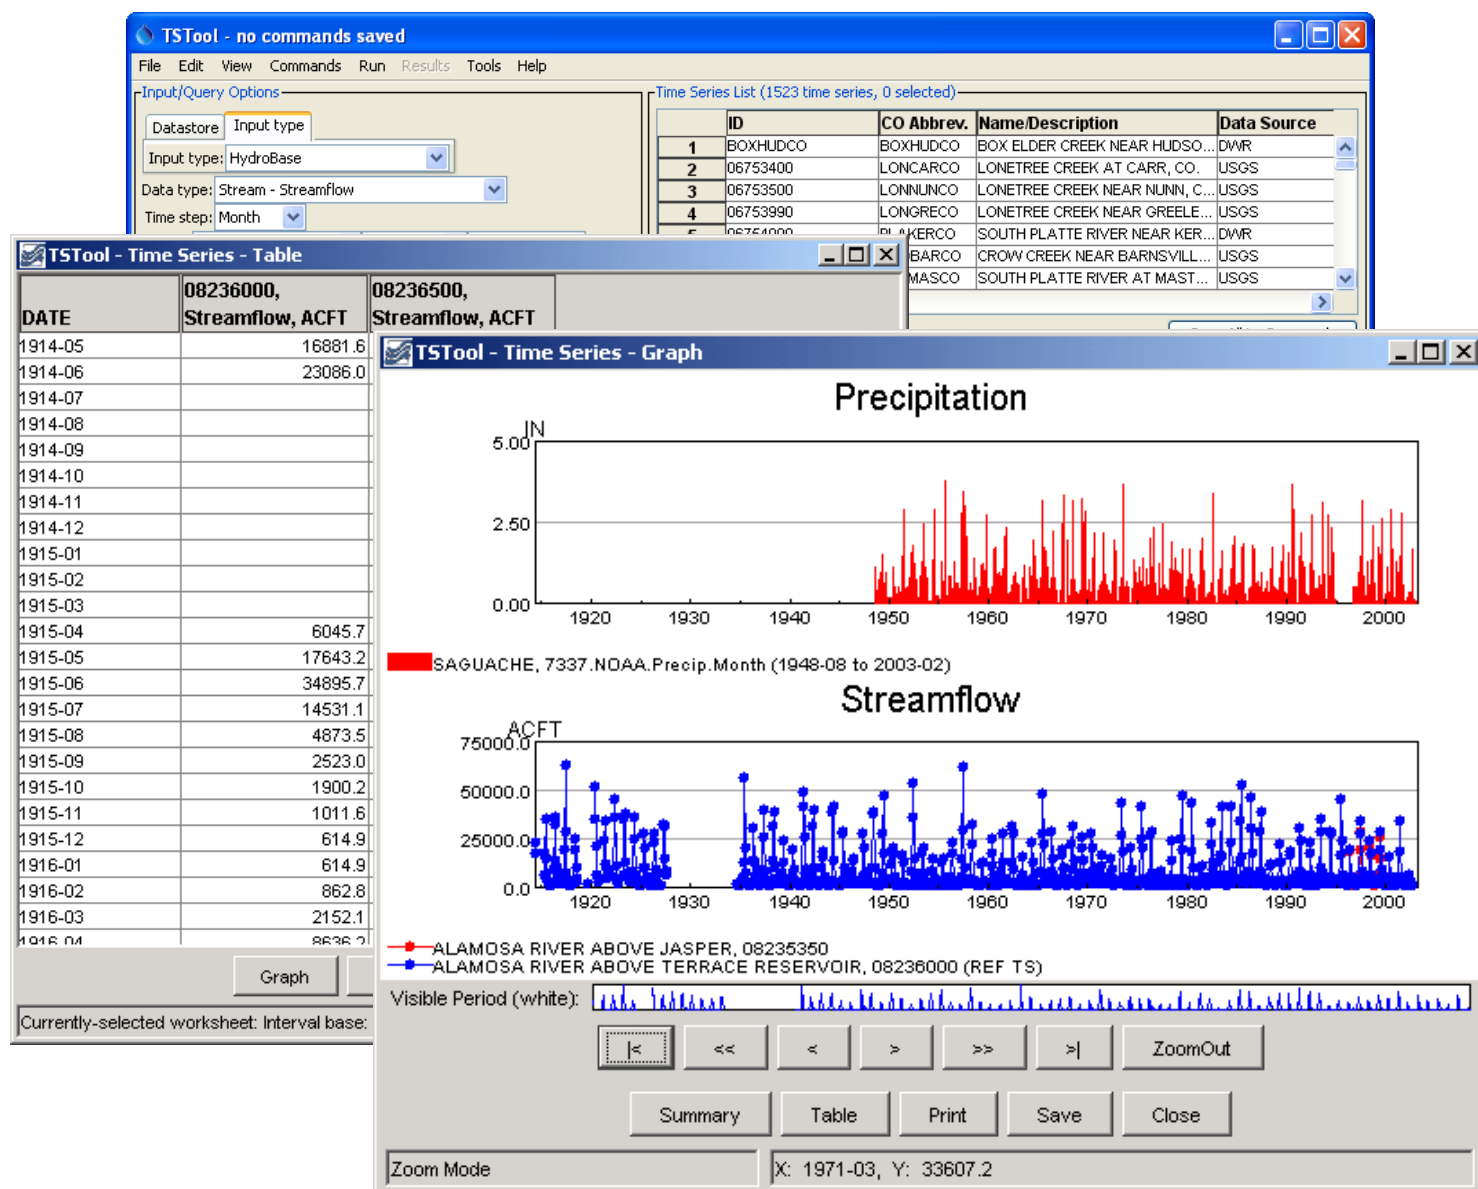 TSTool - no commands saved
File Edit View Commands Run Results Tools Help
Input/Query Options
Datastore Input type
Input type: HydroBase
Data type: Stream - Streamflow
Time step: Month
Time Series List (1523 time series, 0 selected)
ID CO Abbrev. Name/Description Data Source
1 BOXHUDCO BOXHUDCO BOX ELDER CREEK NEAR HUDSO... DWR
2 06753400 LONCARCO LONETREE CREEK AT CARR, CO. USGS
3 06753500 LONNUNCO LONETREE CREEK NEAR NUNN, C... USGS
4 06753990 LONGRECO LONETREE CREEK NEAR GREELE... USGS
SOUTH PLATTE RIVER NEAR KER... DWR
CROW CREEK NEAR BARNSVILL... USGS
SOUTH PLATTE RIVER AT MAST... USGS
TSTool - Time Series - Table
DATE 08236000, Streamflow, ACFT 08236500, Streamflow, ACFT
1914-05 16881.6
1914-06 23086.0
1914-07
1914-08
1914-09
1914-10
1914-11
1914-12
1915-01
1915-02
1915-03
1915-04 6045.7
1915-05 17643.2
1915-06 34895.7
1915-07 14531.1
1915-08 4873.5
1915-09 2523.0
1915-10 1900.2
1915-11 1011.6
1915-12 614.9
1916-01 614.9
1916-02 862.8
1916-03 2152.1
1916-04 8636.2
Graph
Currently-selected worksheet: Interval base:
TSTool - Time Series - Graph
Precipitation
IN
5.00
2.50
0.00
1920 1930 1940 1950 1960 1970 1980 1990 2000
SAGUACHE, 7337.NOAA.Precip.Month (1948-08 to 2003-02)
Streamflow
ACFT
75000.0
50000.0
25000.0
0.0
1920 1930 1940 1950 1960 1970 1980 1990 2000
ALAMOSA RIVER ABOVE JASPER, 08235350
ALAMOSA RIVER ABOVE TERRACE RESERVOIR, 08236000 (REF TS)
Visible Period (white):
|< << < > >> >| ZoomOut
Summary Table Print Save Close
Zoom Mode
X: 1971-03, Y: 33607.2